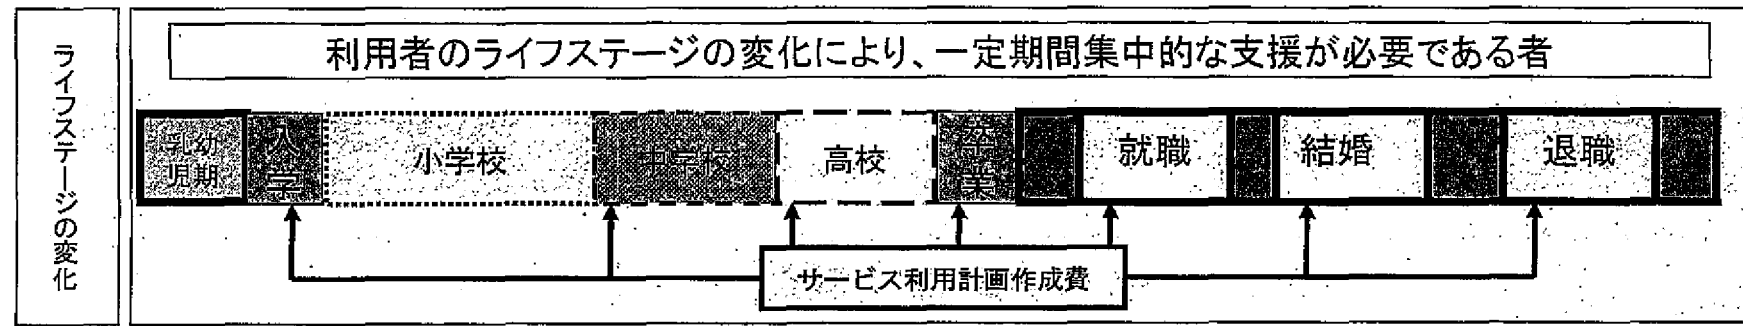 ライフステージの変化
利用者のライフステージの変化により、一定期間集中的な支援が必要である者
乳幼
児期
入
学
小学校
中学校
高校
卒
業
就職
結婚
退職
サービス利用計画作成費